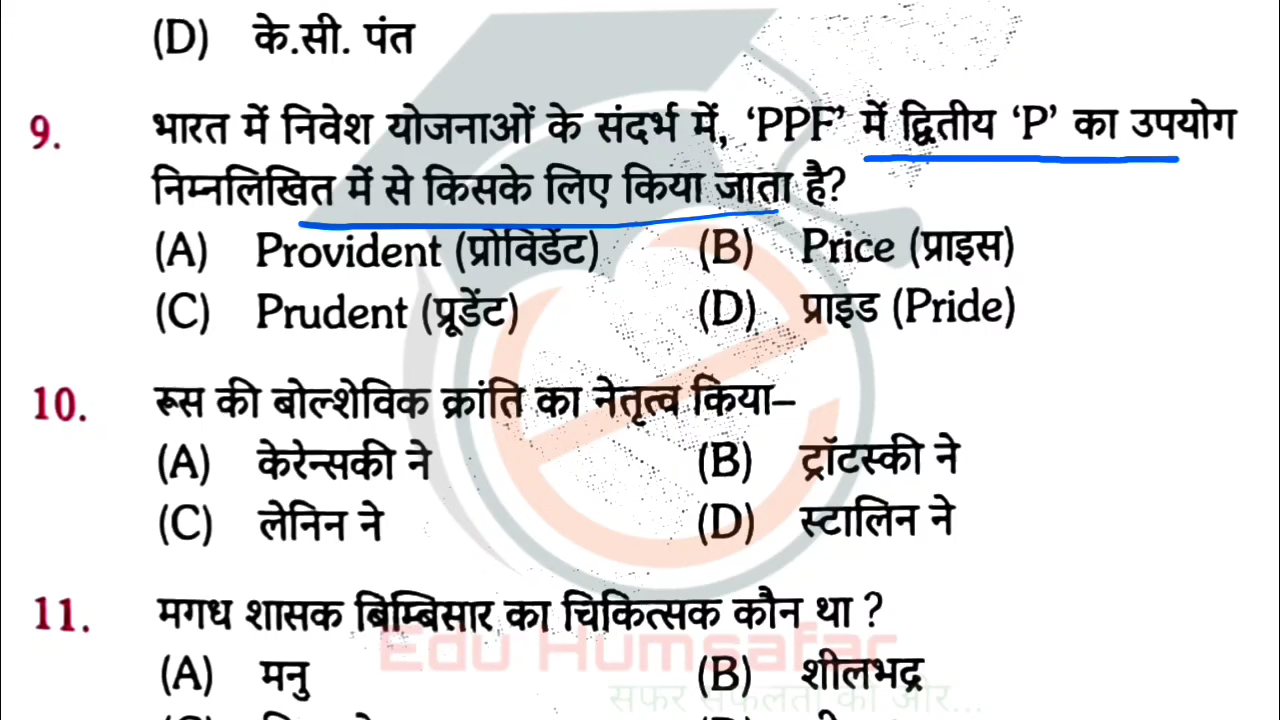 (D) के.सी. पंत
9. भारत में निवेश योजनाओं के संदर्भ में, 'PPF' में द्वितीय 'P' का उपयोग
निम्नलिखित में से किसके लिए किया जाता है?
(A) Provident (प्रोविडेंट) (B) Price (प्राइस)
(C) Prudent (प्रूडेंट) (D) प्राइड (Pride)
10. रूस की बोल्शेविक क्रांति का नेतृत्व किया–
(A) केरेन्सकी ने (B) ट्रॉटस्की ने
(C) लेनिन ने (D) स्टालिन ने
11. मगध शासक बिम्बिसार का चिकित्सक कौन था ?
Edu Humsafar
(A) मनु (B) शीलभद्र
सफर सफलता की ओर...